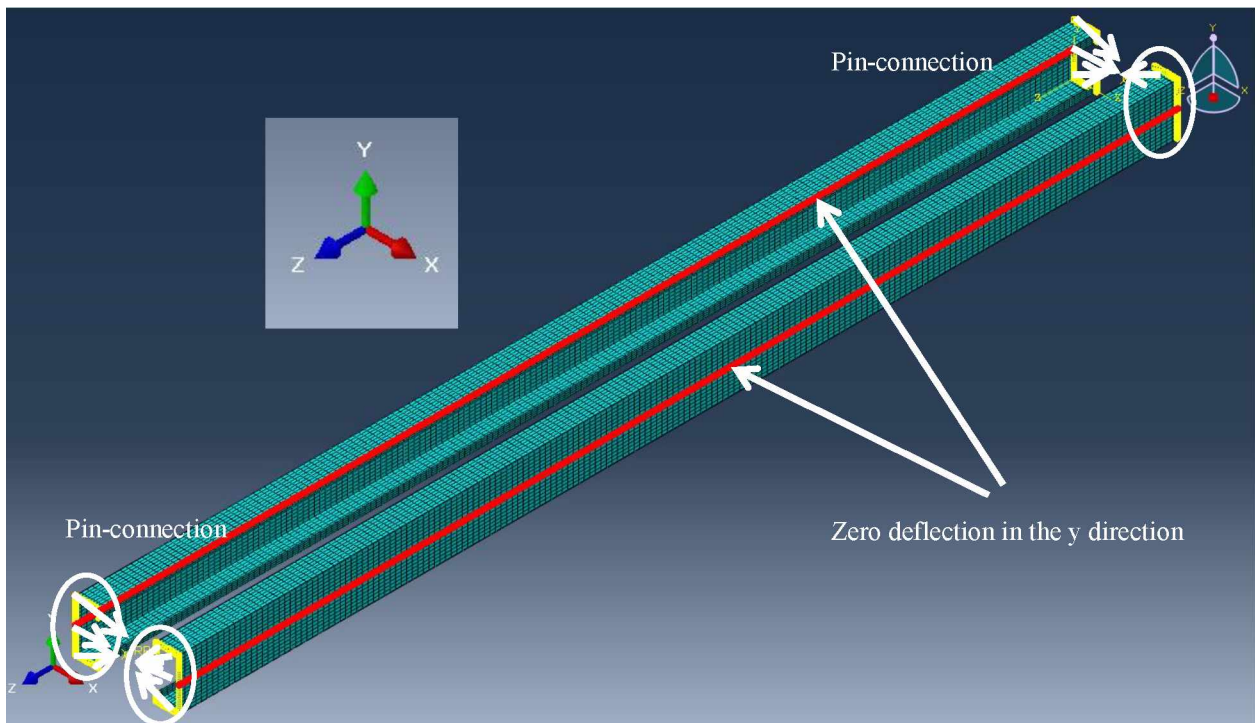 Pin-connection
Y
Z
X
Y
Z
X
Pin-connection
Zero deflection in the y direction
Z
X